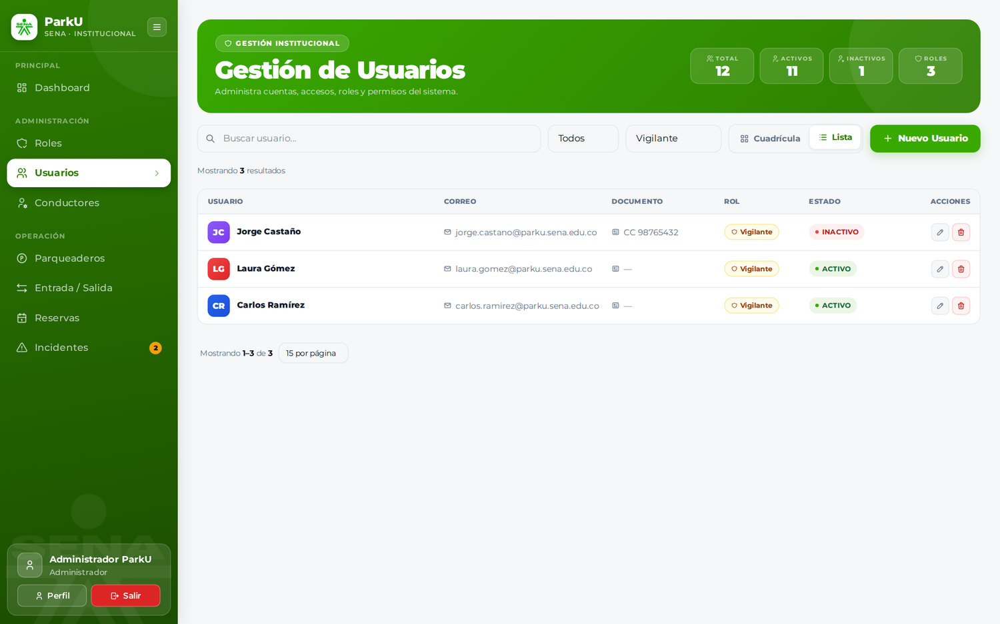 SENA
ParkU
SENA · INSTITUCIONAL
PRINCIPAL
Dashboard
ADMINISTRACIÓN
Roles
Usuarios
Conductores
OPERACIÓN
Parqueaderos
Entrada / Salida
Reservas
Incidentes 2
SENA
Administrador ParkU
Administrador
Perfil Salir
GESTIÓN INSTITUCIONAL
Gestión de Usuarios
Administra cuentas, accesos, roles y permisos del sistema.
TOTAL ACTIVOS INACTIVOS ROLES
12 11 1 3
Buscar usuario... Todos Vigilante Cuadrícula Lista + Nuevo Usuario
Mostrando 3 resultados
USUARIO CORREO DOCUMENTO ROL ESTADO ACCIONES
JC Jorge Castaño jorge.castano@parku.sena.edu.co CC 98765432 Vigilante INACTIVO
LG Laura Gómez laura.gomez@parku.sena.edu.co — Vigilante ACTIVO
CR Carlos Ramírez carlos.ramirez@parku.sena.edu.co — Vigilante ACTIVO
Mostrando 1–3 de 3 15 por página